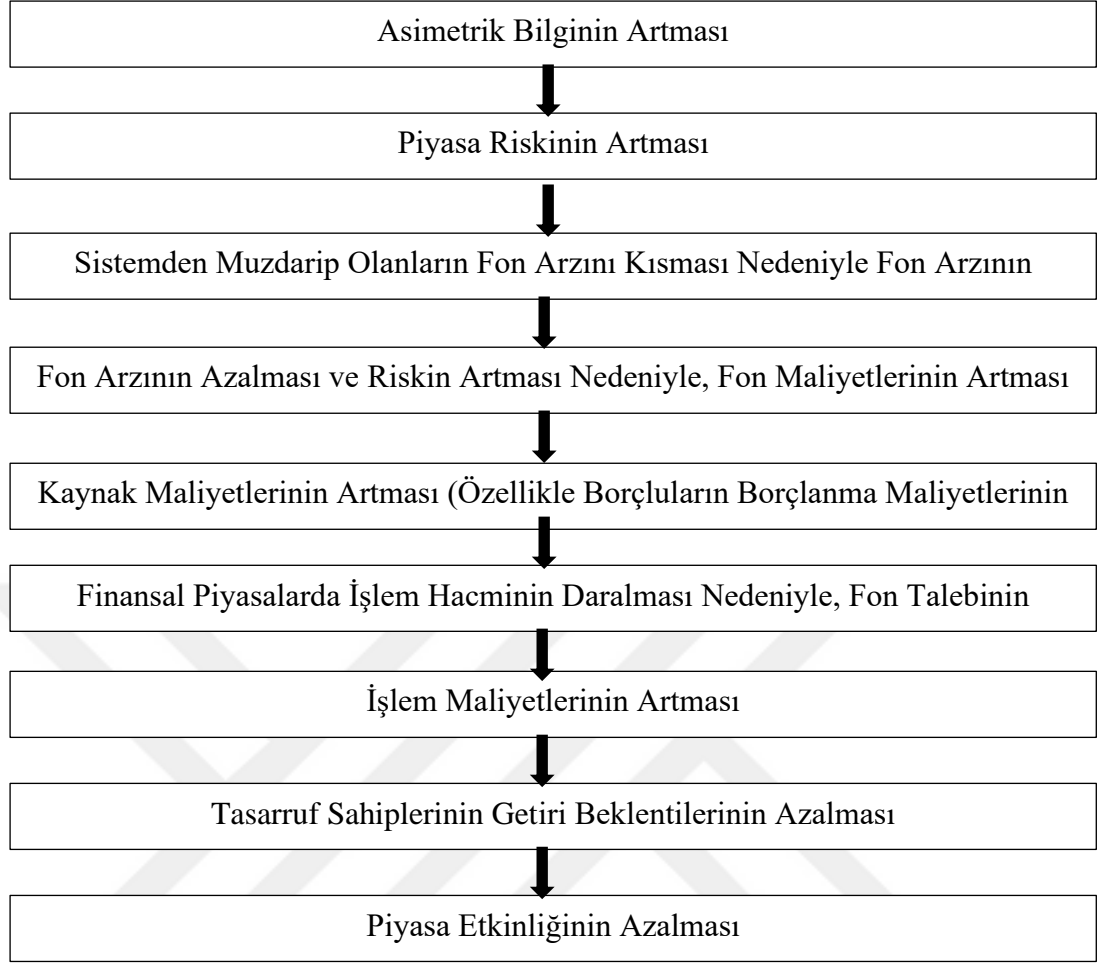 Asimetrik Bilginin Artması
Piyasa Riskinin Artması
Sistemden Muzdarip Olanların Fon Arzını Kısması Nedeniyle Fon Arzının
Fon Arzının Azalması ve Riskin Artması Nedeniyle, Fon Maliyetlerinin Artması
Kaynak Maliyetlerinin Artması (Özellikle Borçluların Borçlanma Maliyetlerinin
Finansal Piyasalarda İşlem Hacminin Daralması Nedeniyle, Fon Talebinin
İşlem Maliyetlerinin Artması
Tasarruf Sahiplerinin Getiri Beklentilerinin Azalması
Piyasa Etkinliğinin Azalması